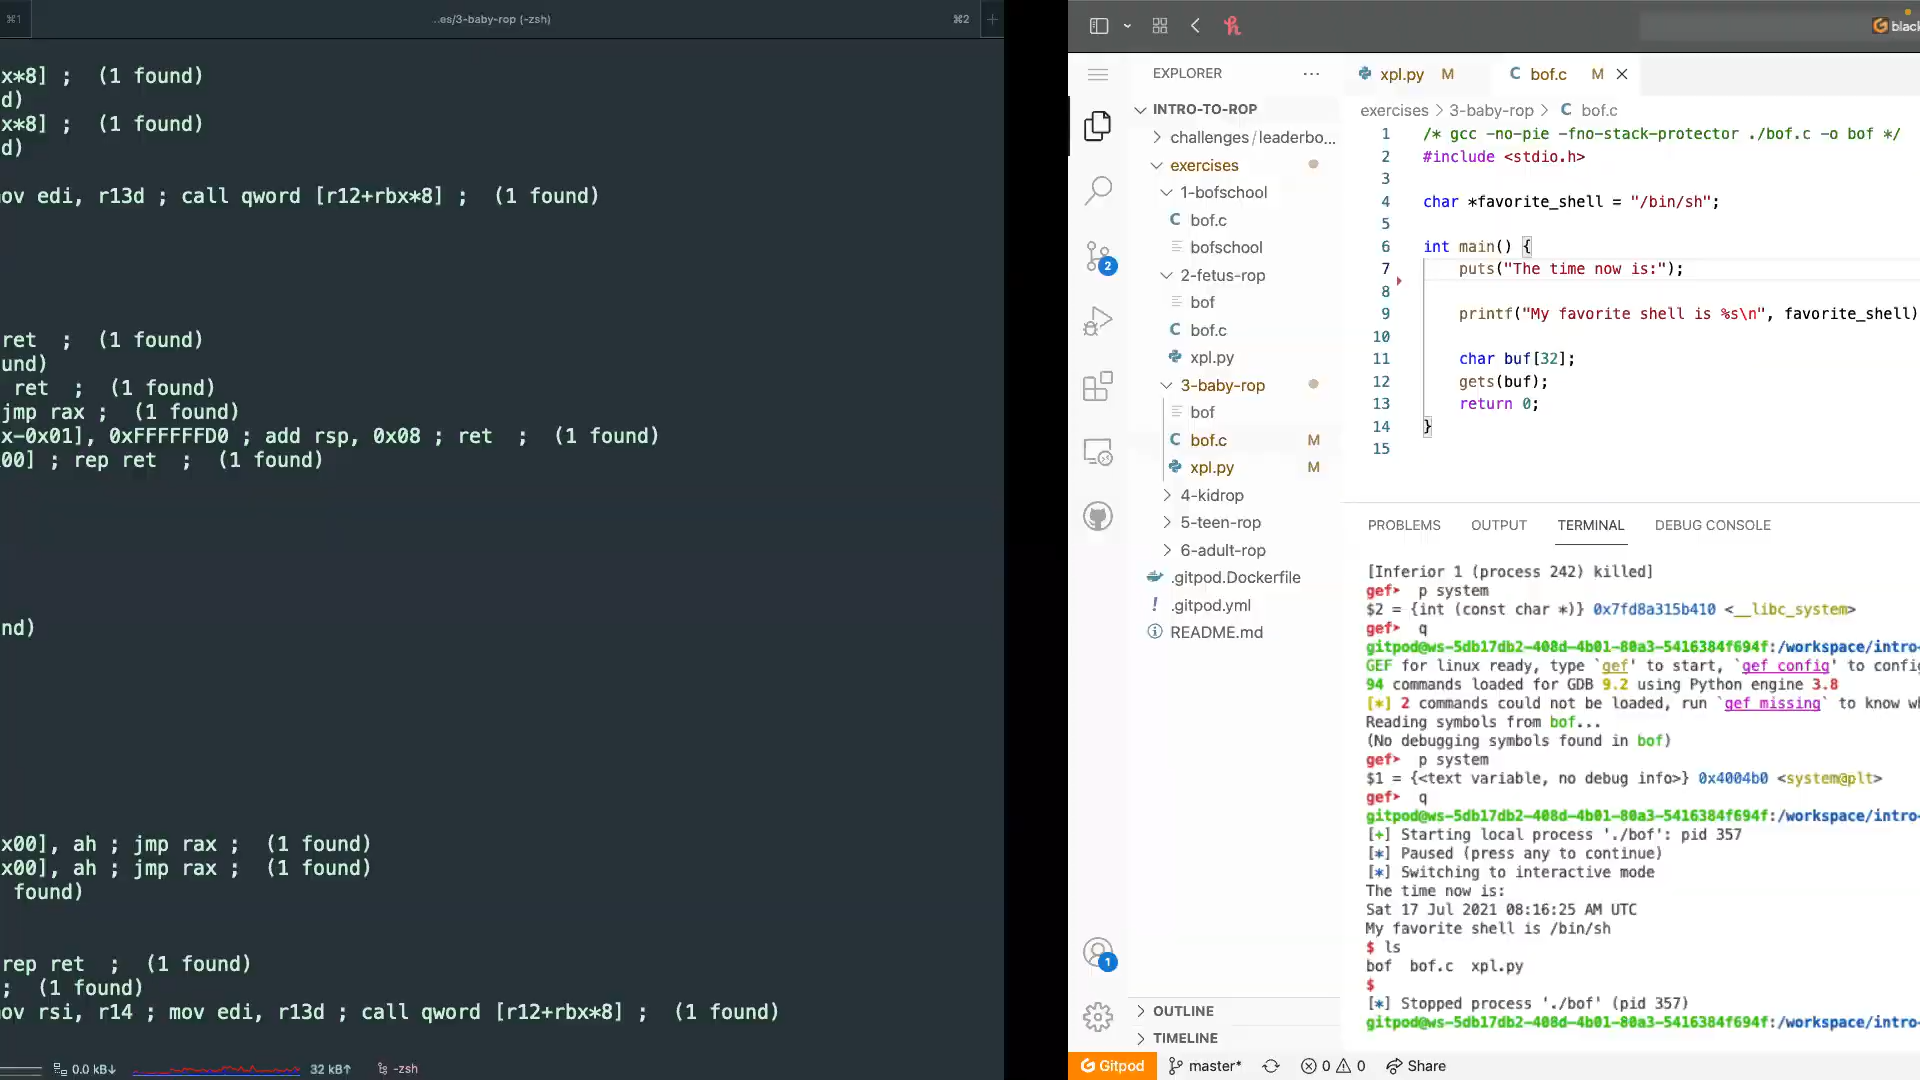 ⌘1
...es/3-baby-rop (-zsh)
⌘2
x*8] ; (1 found)
d)
x*8] ; (1 found)
d)
ov edi, r13d ; call qword [r12+rbx*8] ; (1 found)
ret ; (1 found)
und)
ret ; (1 found)
jmp rax ; (1 found)
x-0x01], 0xFFFFFFD0 ; add rsp, 0x08 ; ret ; (1 found)
00] ; rep ret ; (1 found)
nd)
x00], ah ; jmp rax ; (1 found)
x00], ah ; jmp rax ; (1 found)
found)
rep ret ; (1 found)
; (1 found)
ov rsi, r14 ; mov edi, r13d ; call qword [r12+rbx*8] ; (1 found)
0.0 kB↓
32 kB↑
-zsh
black
EXPLORER
INTRO-TO-ROP
challenges/leaderbo...
exercises
1-bofschool
C bof.c
bofschool
2-fetus-rop
bof
C bof.c
xpl.py
3-baby-rop
bof
C bof.c M
xpl.py M
4-kidrop
5-teen-rop
6-adult-rop
.gitpod.Dockerfile
! .gitpod.yml
README.md
OUTLINE
TIMELINE
2
1
xpl.py M
C bof.c M
exercises > 3-baby-rop > C bof.c
1 /* gcc -no-pie -fno-stack-protector ./bof.c -o bof */
2 #include <stdio.h>
3
4 char *favorite_shell = "/bin/sh";
5
6 int main() {
7 puts("The time now is:");
8
9 printf("My favorite shell is %s\n", favorite_shell)
10
11 char buf[32];
12 gets(buf);
13 return 0;
14 }
15
PROBLEMS OUTPUT TERMINAL DEBUG CONSOLE
[Inferior 1 (process 242) killed]
gef➤ p system
$2 = {int (const char *)} 0x7fd8a315b410 <__libc_system>
gef➤ q
gitpod@ws-5db17db2-408d-4b01-80a3-5416384f694f:/workspace/intro-
GEF for linux ready, type `gef' to start, `gef config' to config
94 commands loaded for GDB 9.2 using Python engine 3.8
[*] 2 commands could not be loaded, run `gef missing` to know wh
Reading symbols from bof...
(No debugging symbols found in bof)
gef➤ p system
$1 = {<text variable, no debug info>} 0x4004b0 <system@plt>
gef➤ q
gitpod@ws-5db17db2-408d-4b01-80a3-5416384f694f:/workspace/intro-
[+] Starting local process './bof': pid 357
[*] Paused (press any to continue)
[*] Switching to interactive mode
The time now is:
Sat 17 Jul 2021 08:16:25 AM UTC
My favorite shell is /bin/sh
$ ls
bof bof.c xpl.py
$
[*] Stopped process './bof' (pid 357)
gitpod@ws-5db17db2-408d-4b01-80a3-5416384f694f:/workspace/intro-
Gitpod master* 0 0 Share